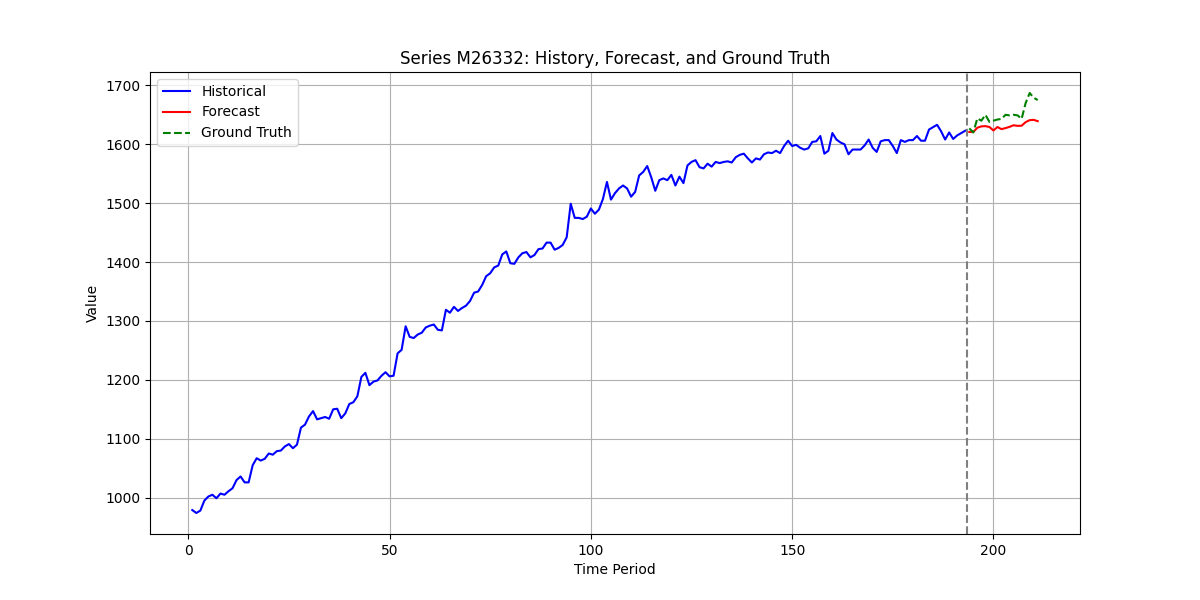 Series M26332: History, Forecast, and Ground Truth
Historical
Forecast
Ground Truth
1700
1600
1500
1400
1300
1200
1100
1000
Value
0 50 100 150 200
Time Period